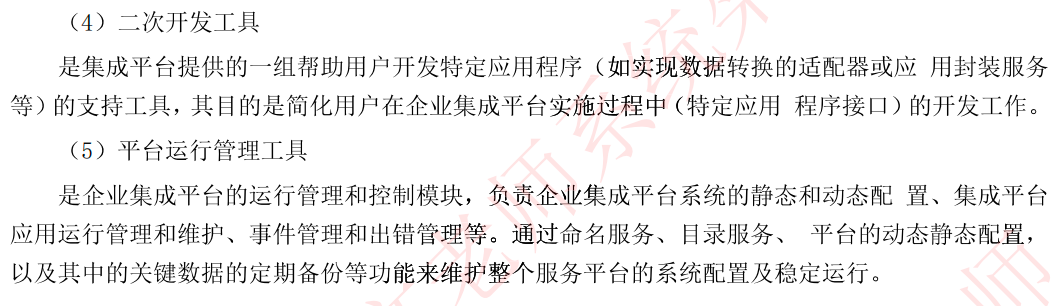 （4）二次开发工具
是集成平台提供的一组帮助用户开发特定应用程序（如实现数据转换的适配器或应 用封装服务
等）的支持工具，其目的是简化用户在企业集成平台实施过程中（特定应用 程序接口）的开发工作。
（5）平台运行管理工具
是企业集成平台的运行管理和控制模块，负责企业集成平台系统的静态和动态配 置、集成平台
应用运行管理和维护、事件管理和出错管理等。通过命名服务、目录服务、 平台的动态静态配置，
以及其中的关键数据的定期备份等功能来维护整个服务平台的系统配置及稳定运行。
老师系统
师